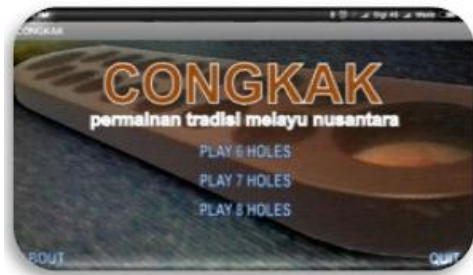 CONGKAK
CONGKAK
permainan tradisi melayu nusantara
PLAY 6 HOLES
PLAY 7 HOLES
PLAY 8 HOLES
BOUT
QUIT